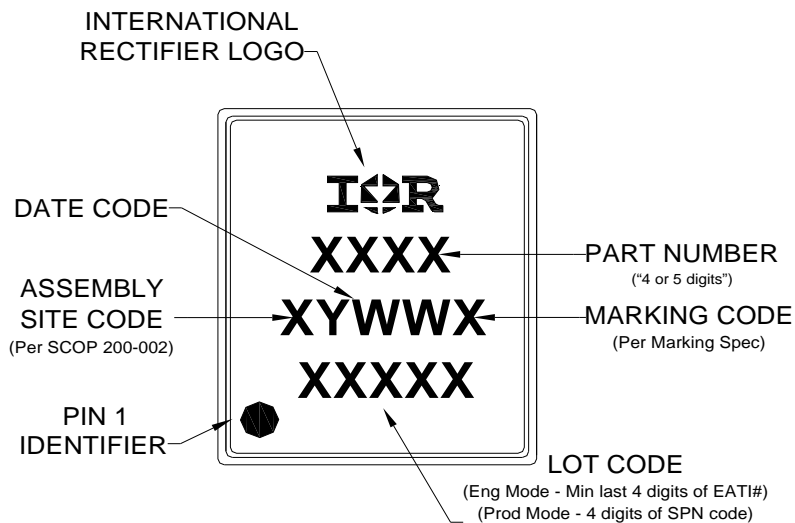 INTERNATIONAL
RECTIFIER LOGO
IOR
DATE CODE
XXXX
PART NUMBER
(“4 or 5 digits”)
ASSEMBLY
SITE CODE
(Per SCOP 200-002)
XYWWX
MARKING CODE
(Per Marking Spec)
XXXXX
PIN 1
IDENTIFIER
LOT CODE
(Eng Mode - Min last 4 digits of EATI#)
(Prod Mode - 4 digits of SPN code)